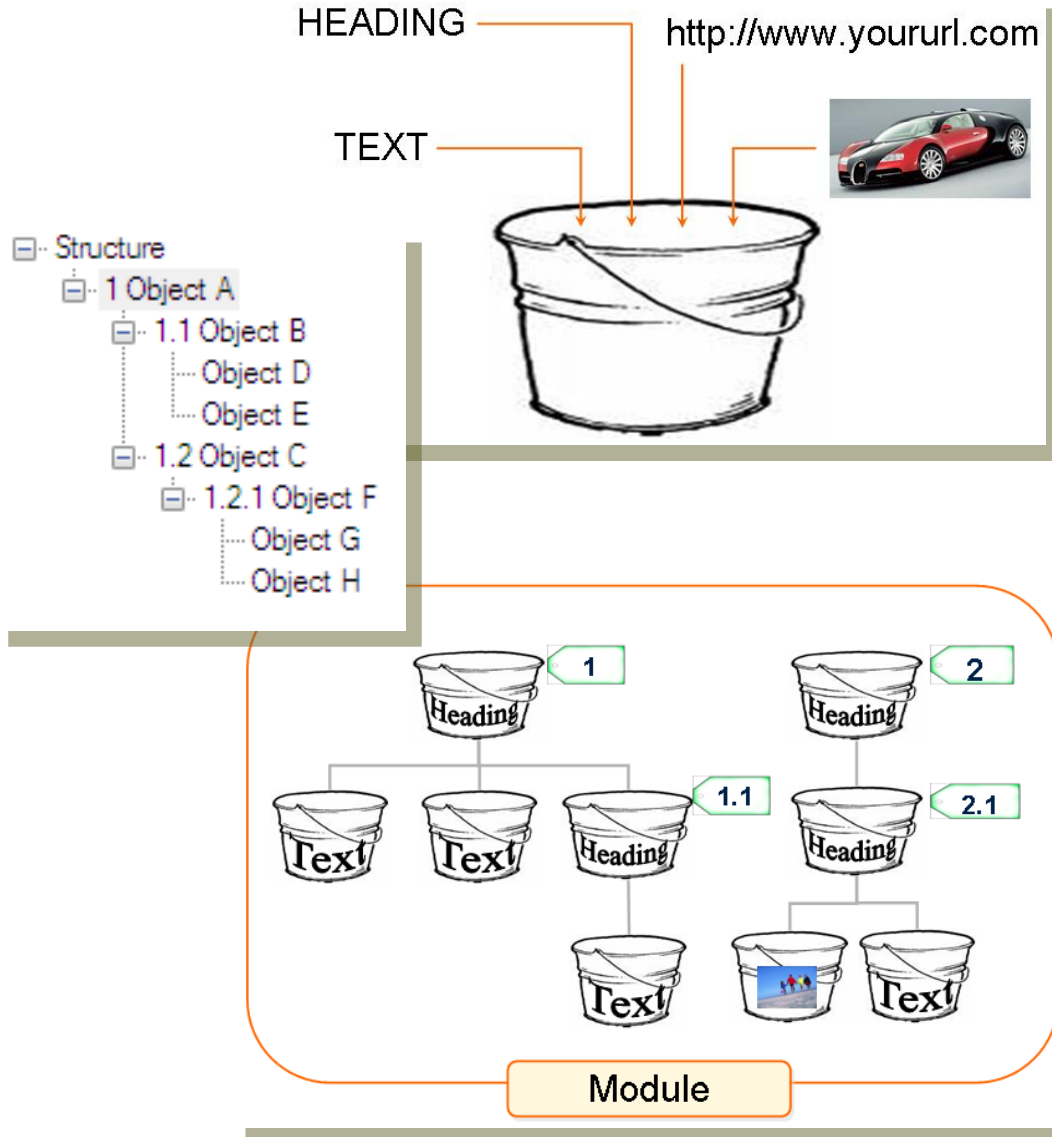 HEADING
http://www.yoururl.com
TEXT
Structure
1 Object A
1.1 Object B
Object D
Object E
1.2 Object C
1.2.1 Object F
Object G
Object H
1
2
Heading
Heading
1.1
2.1
Text
Text
Heading
Heading
Text
Text
Module